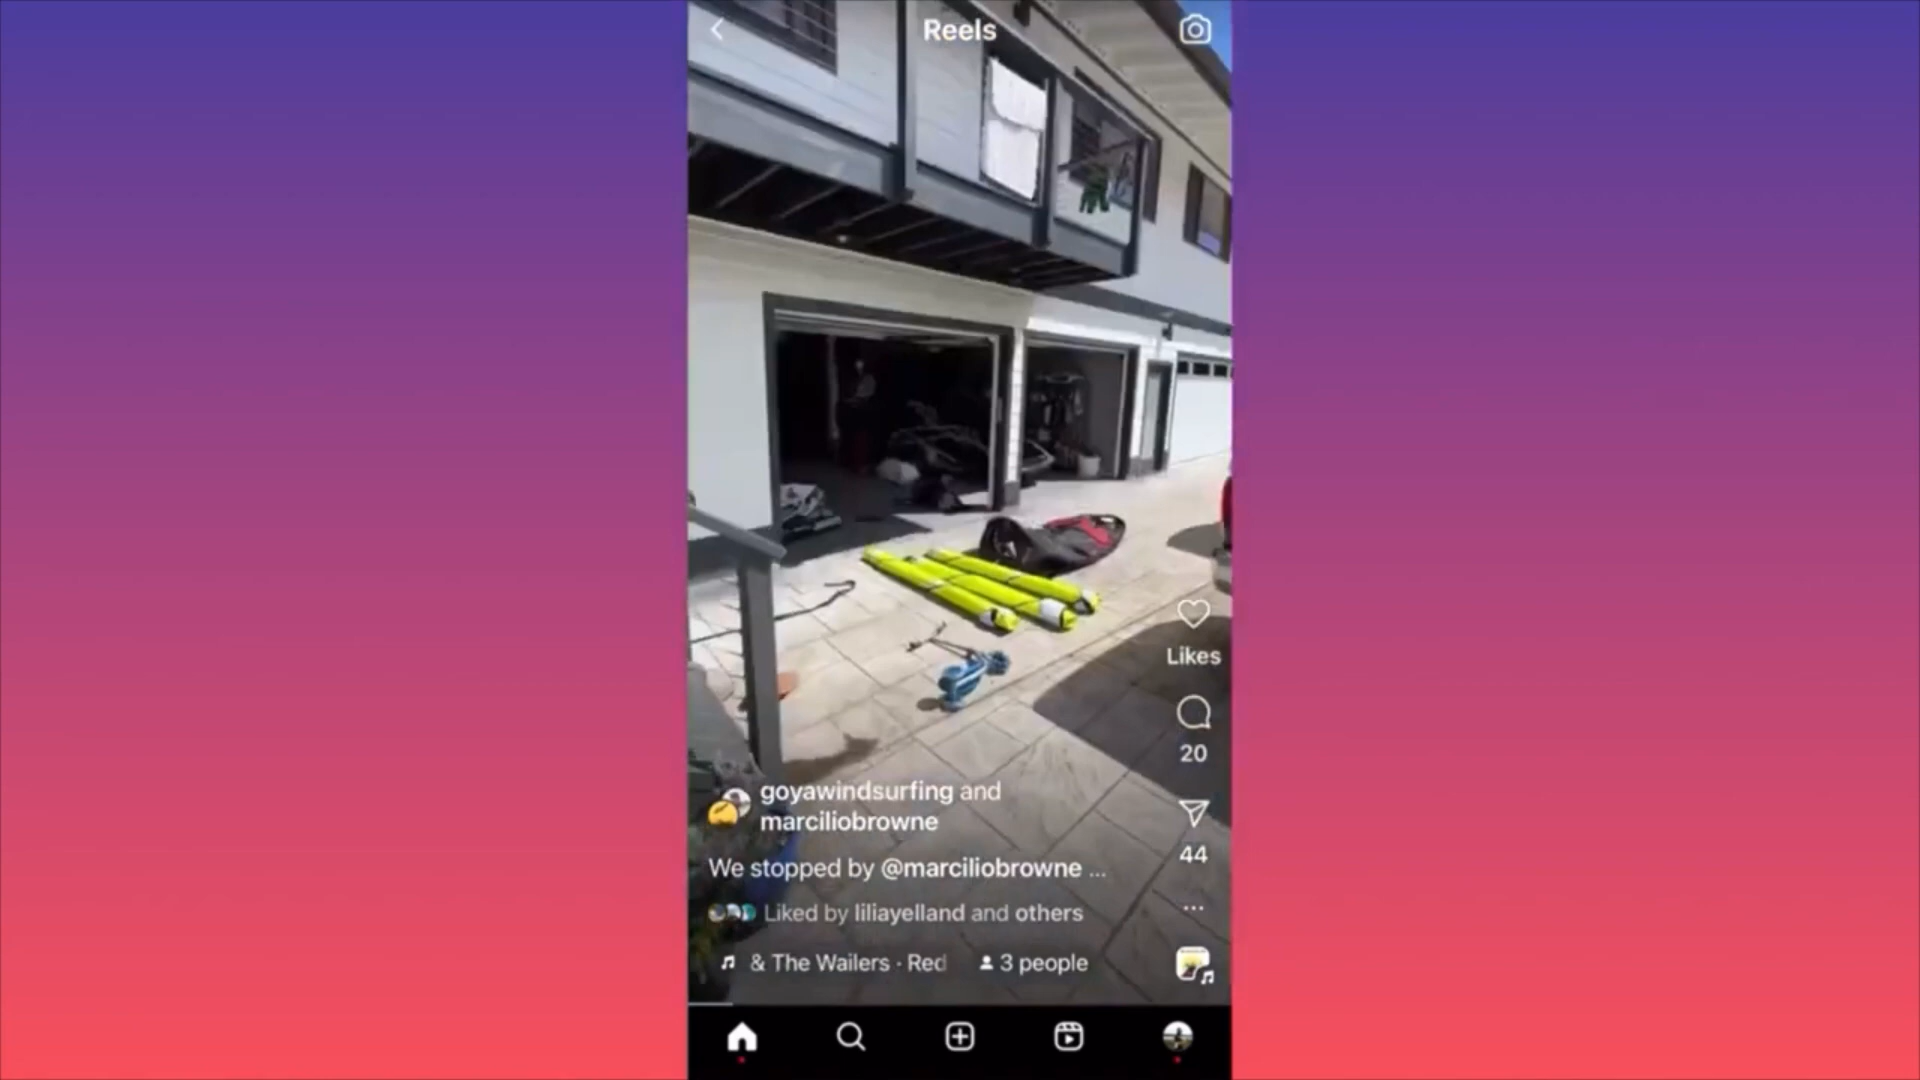 Reels
Likes
20
goyawindsurfing and
marciliobrowne
44
We stopped by @marciliobrowne ...
Liked by liliayelland and others
& The Wailers · Red
3 people